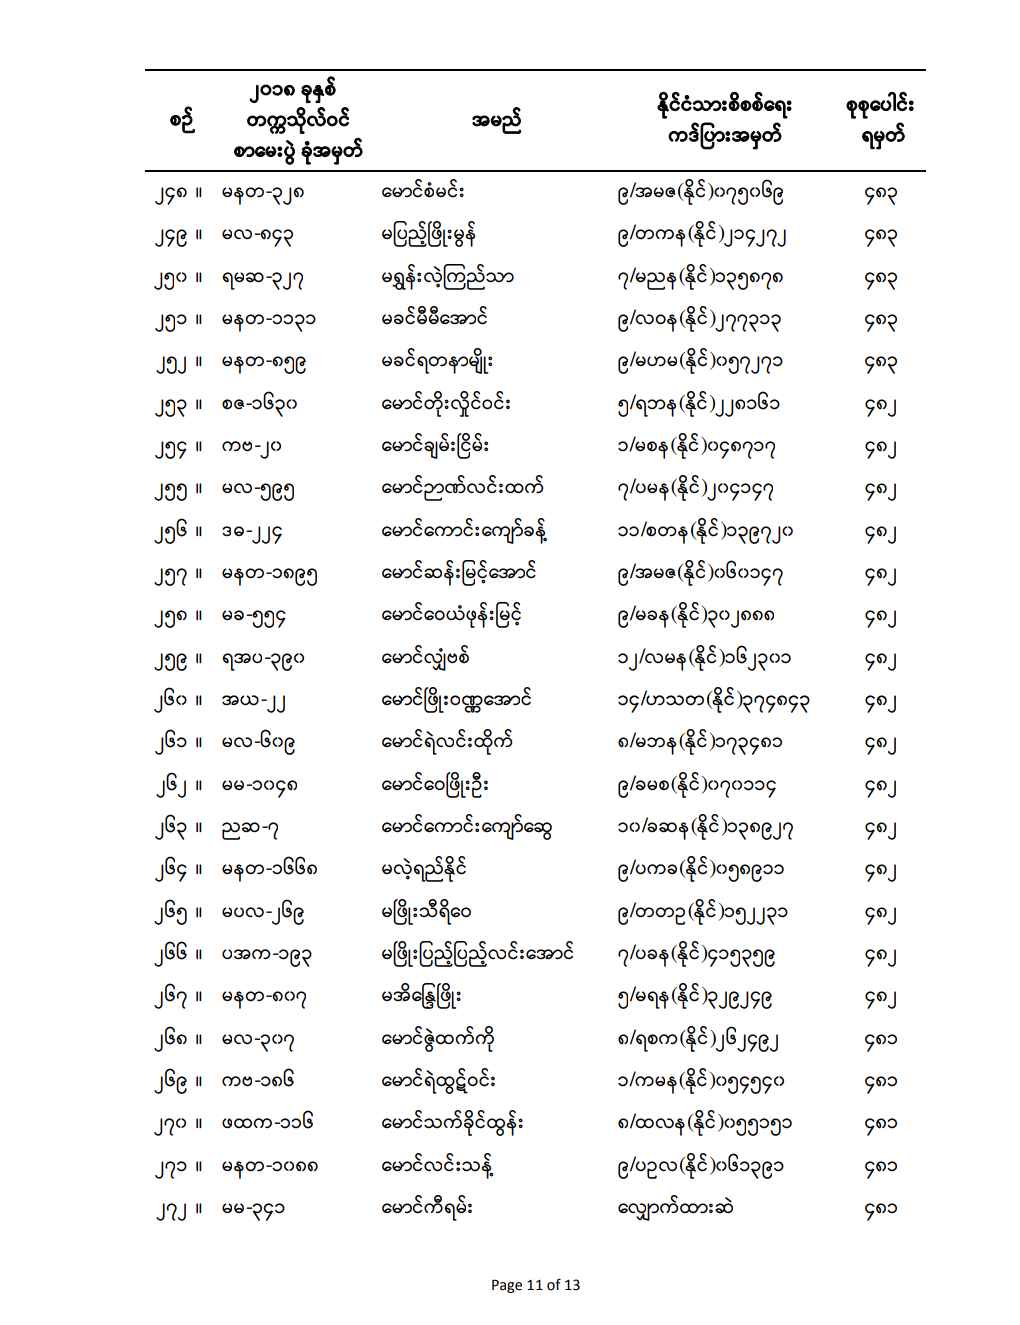 စဉ် ၂၀၁၈ ခုနှစ် တက္ကသိုလ်ဝင် စာမေးပွဲ ခုံအမှတ် အမည် နိုင်ငံသားစိစစ်ရေး ကဒ်ပြားအမှတ် စုစုပေါင်း ရမှတ်
၂၄၈ ။ မနတ-၃၂၈ မောင်စံမင်း ၉/အမဇ(နိုင်)၀၇၅၀၆၉ ၄၈၃
၂၄၉ ။ မလ-၈၄၃ မပြည့်ဖြိုးမွန် ၉/တကန(နိုင်)၂၁၄၂၇၂ ၄၈၃
၂၅၀ ။ ရမဆ-၃၂၇ မရွှန်းလဲ့ကြည်သာ ၇/မညန(နိုင်)၁၃၅၈၇၈ ၄၈၃
၂၅၁ ။ မနတ-၁၁၃၁ မခင်မီမီအောင် ၉/လဝန(နိုင်)၂၇၇၃၁၃ ၄၈၃
၂၅၂ ။ မနတ-၈၅၉ မခင်ရတနာမျိုး ၉/မဟမ(နိုင်)၀၅၇၂၇၁ ၄၈၃
၂၅၃ ။ စဇ-၁၆၃၀ မောင်တိုးလှိုင်ဝင်း ၅/ရဘန(နိုင်)၂၂၈၁၆၁ ၄၈၂
၂၅၄ ။ ကဗ-၂၀ မောင်ချမ်းငြိမ်း ၁/မစန(နိုင်)၀၄၈၇၁၇ ၄၈၂
၂၅၅ ။ မလ-၅၉၅ မောင်ဉာဏ်လင်းထက် ၇/ပမန(နိုင်)၂၀၄၁၄၇ ၄၈၂
၂၅၆ ။ ဒဓ-၂၂၄ မောင်ကောင်းကျော်ခန့် ၁၁/စတန(နိုင်)၁၃၉၇၂၀ ၄၈၂
၂၅၇ ။ မနတ-၁၈၉၅ မောင်ဆန်းမြင့်အောင် ၉/အမဇ(နိုင်)၀၆၀၁၄၇ ၄၈၂
၂၅၈ ။ မခ-၅၅၄ မောင်ဝေယံဖုန်းမြင့် ၉/မခန(နိုင်)၃၀၂၈၈၈ ၄၈၂
၂၅၉ ။ ရအပ-၃၉၀ မောင်လျှံဗစ် ၁၂/လမန(နိုင်)၁၆၂၃၀၁ ၄၈၂
၂၆၀ ။ အယ-၂၂ မောင်ဖြိုးဝဏ္ဏအောင် ၁၄/ဟသတ(နိုင်)၃၇၄၈၄၃ ၄၈၂
၂၆၁ ။ မလ-၆၀၉ မောင်ရဲလင်းထိုက် ၈/မဘန(နိုင်)၁၇၃၄၈၁ ၄၈၂
၂၆၂ ။ မမ-၁၀၄၈ မောင်ဝေဖြိုးဦး ၉/ခမစ(နိုင်)၀၇၀၁၁၄ ၄၈၂
၂၆၃ ။ ညဆ-၇ မောင်ကောင်းကျော်ဆွေ ၁၀/ခဆန(နိုင်)၁၃၈၉၂၇ ၄၈၂
၂၆၄ ။ မနတ-၁၆၆၈ မလဲ့ရည်နိုင် ၉/ပကခ(နိုင်)၀၅၈၉၁၁ ၄၈၂
၂၆၅ ။ မပလ-၂၆၉ မဖြိုးသီရိဝေ ၉/တတဥ(နိုင်)၁၅၂၂၃၁ ၄၈၂
၂၆၆ ။ ပအက-၁၉၃ မဖြိုးပြည့်ပြည့်လင်းအောင် ၇/ပခန(နိုင်)၄၁၅၃၅၉ ၄၈၂
၂၆၇ ။ မနတ-၈၀၇ မအိန္ဒြေဖြိုး ၅/မရန(နိုင်)၃၂၉၂၄၉ ၄၈၂
၂၆၈ ။ မလ-၃၀၇ မောင်ဇွဲထက်ကို ၈/ရစက(နိုင်)၂၆၂၄၉၂ ၄၈၁
၂၆၉ ။ ကဗ-၁၈၆ မောင်ရဲထွဋ်ဝင်း ၁/ကမန(နိုင်)၀၅၄၅၄၀ ၄၈၁
၂၇၀ ။ ဖထက-၁၁၆ မောင်သက်ခိုင်ထွန်း ၈/ထလန(နိုင်)၀၅၅၁၅၁ ၄၈၁
၂၇၁ ။ မနတ-၁၀၈၈ မောင်လင်းသန့် ၉/ပဥလ(နိုင်)၀၆၁၃၉၁ ၄၈၁
၂၇၂ ။ မမ-၃၄၁ မောင်ကီရမ်း လျှောက်ထားဆဲ ၄၈၁
Page 11 of 13